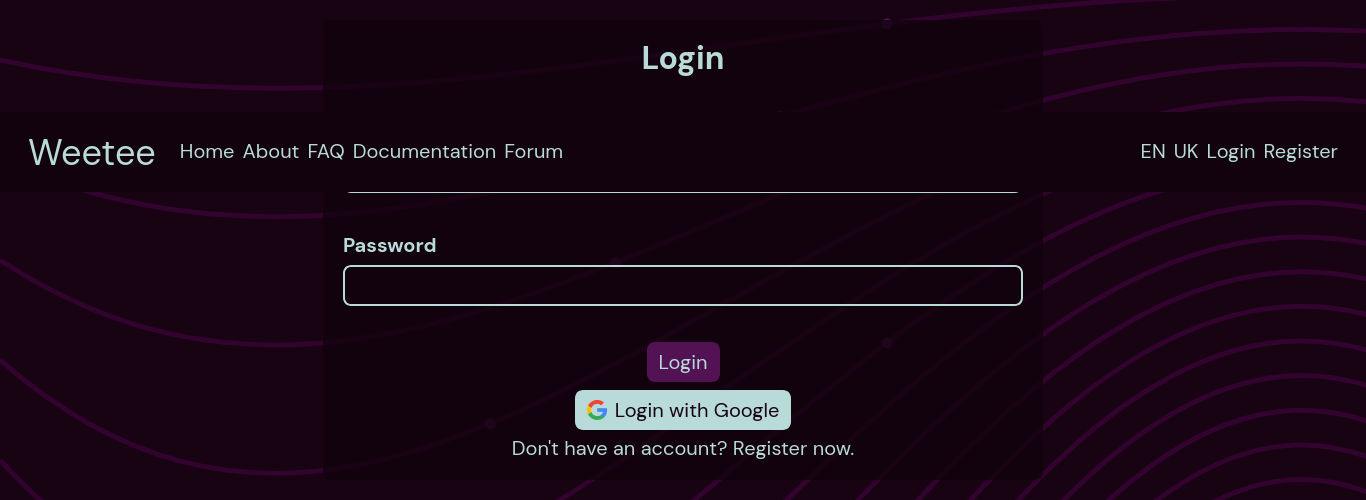 Login
Weetee Home About FAQ Documentation Forum EN UK Login Register
Password
Login
Login with Google
Don't have an account? Register now.